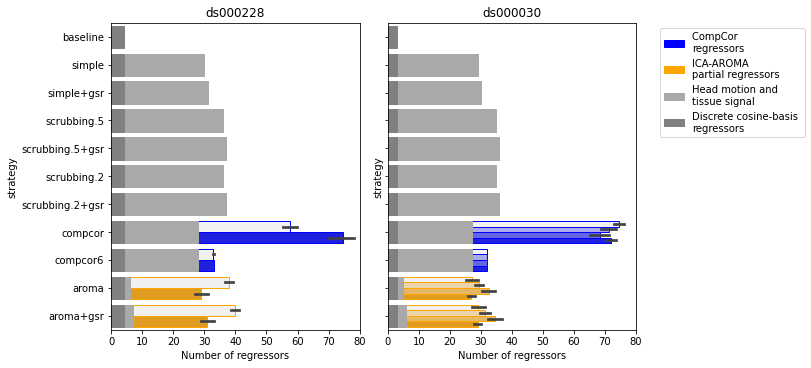 ds000228
ds000030
baseline
simple
simple+gsr
scrubbing.5
scrubbing.5+gsr
scrubbing.2
scrubbing.2+gsr
compcor
compcor6
aroma
aroma+gsr
strategy
strategy
0 10 20 30 40 50 60 70 80
0 10 20 30 40 50 60 70 80
Number of regressors
Number of regressors
CompCor
regressors
ICA-AROMA
partial regressors
Head motion and
tissue signal
Discrete cosine-basis
regressors